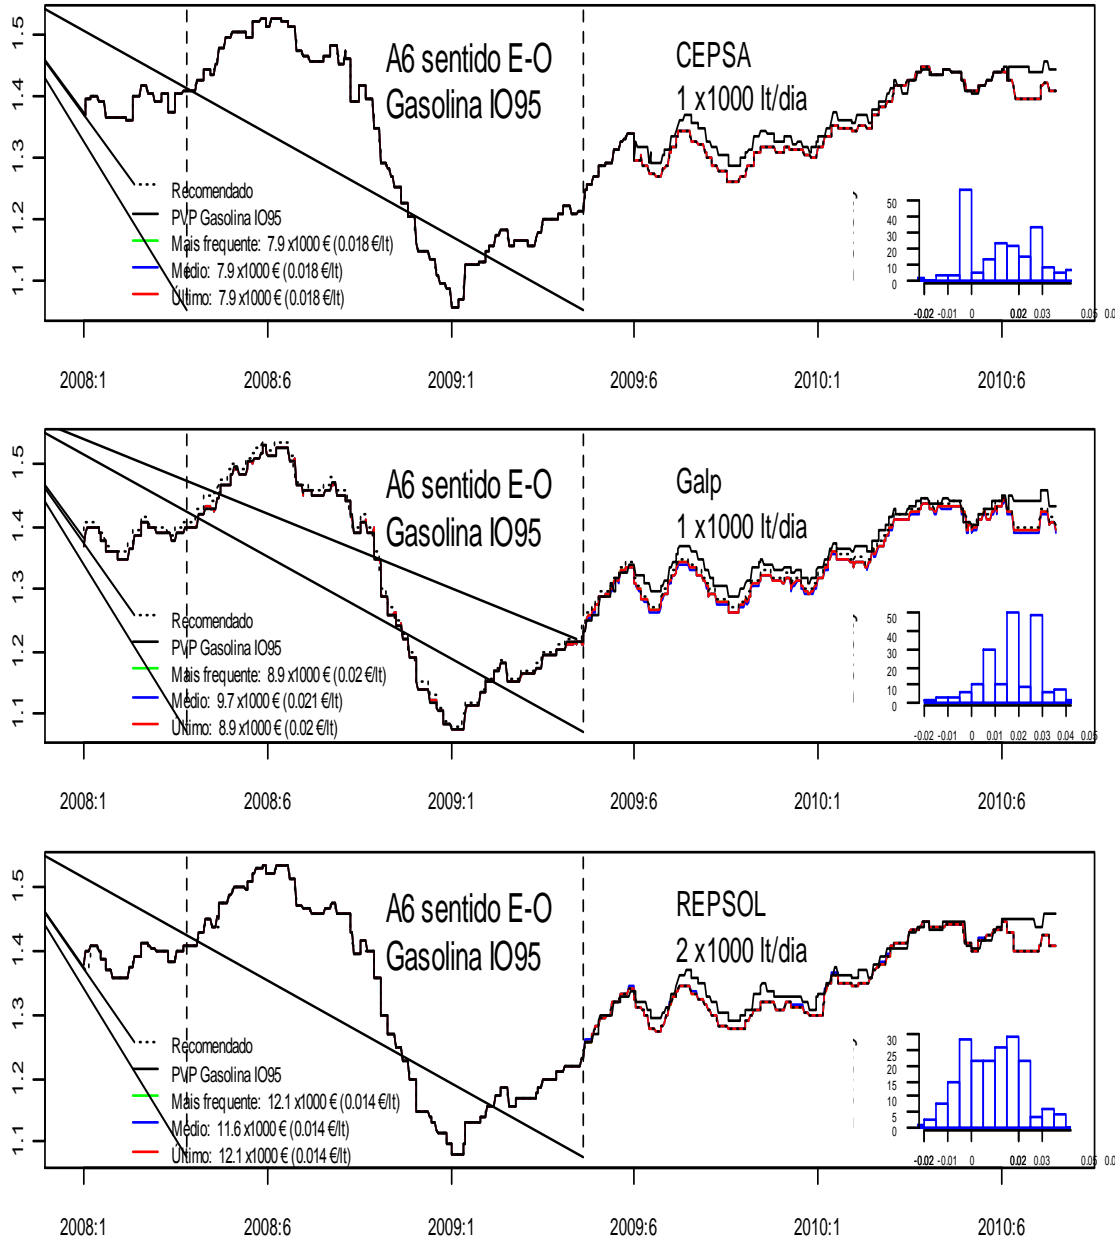 1.5
1.4
1.3
1.2
1.1
A6 sentido E-O
Gasolina IO95
CEPSA
1 x1000 lt/dia
Recomendado
PVP Gasolina IO95
Mais frequente: 7.9 x1000 € (0.018 €/lt)
Médio: 7.9 x1000 € (0.018 €/lt)
Último: 7.9 x1000 € (0.018 €/lt)
50
40
30
20
10
0
-0.02 -0.01 0 0.02 0.03 0.05 0.0
2008:1 2008:6 2009:1 2009:6 2010:1 2010:6
1.5
1.4
1.3
1.2
1.1
A6 sentido E-O
Gasolina IO95
Galp
1 x1000 lt/dia
Recomendado
PVP Gasolina IO95
Mais frequente: 8.9 x1000 € (0.02 €/lt)
Médio: 9.7 x1000 € (0.021 €/lt)
Último: 8.9 x1000 € (0.02 €/lt)
50
40
30
20
10
0
-0.02 -0.01 0 0.01 0.02 0.03 0.04 0.05
2008:1 2008:6 2009:1 2009:6 2010:1 2010:6
1.5
1.4
1.3
1.2
1.1
A6 sentido E-O
Gasolina IO95
REPSOL
2 x1000 lt/dia
Recomendado
PVP Gasolina IO95
Mais frequente: 12.1 x1000 € (0.014 €/lt)
Médio: 11.6 x1000 € (0.014 €/lt)
Último: 12.1 x1000 € (0.014 €/lt)
30
25
20
15
10
5
0
-0.02 -0.01 0 0.02 0.03 0.05 0.0
2008:1 2008:6 2009:1 2009:6 2010:1 2010:6